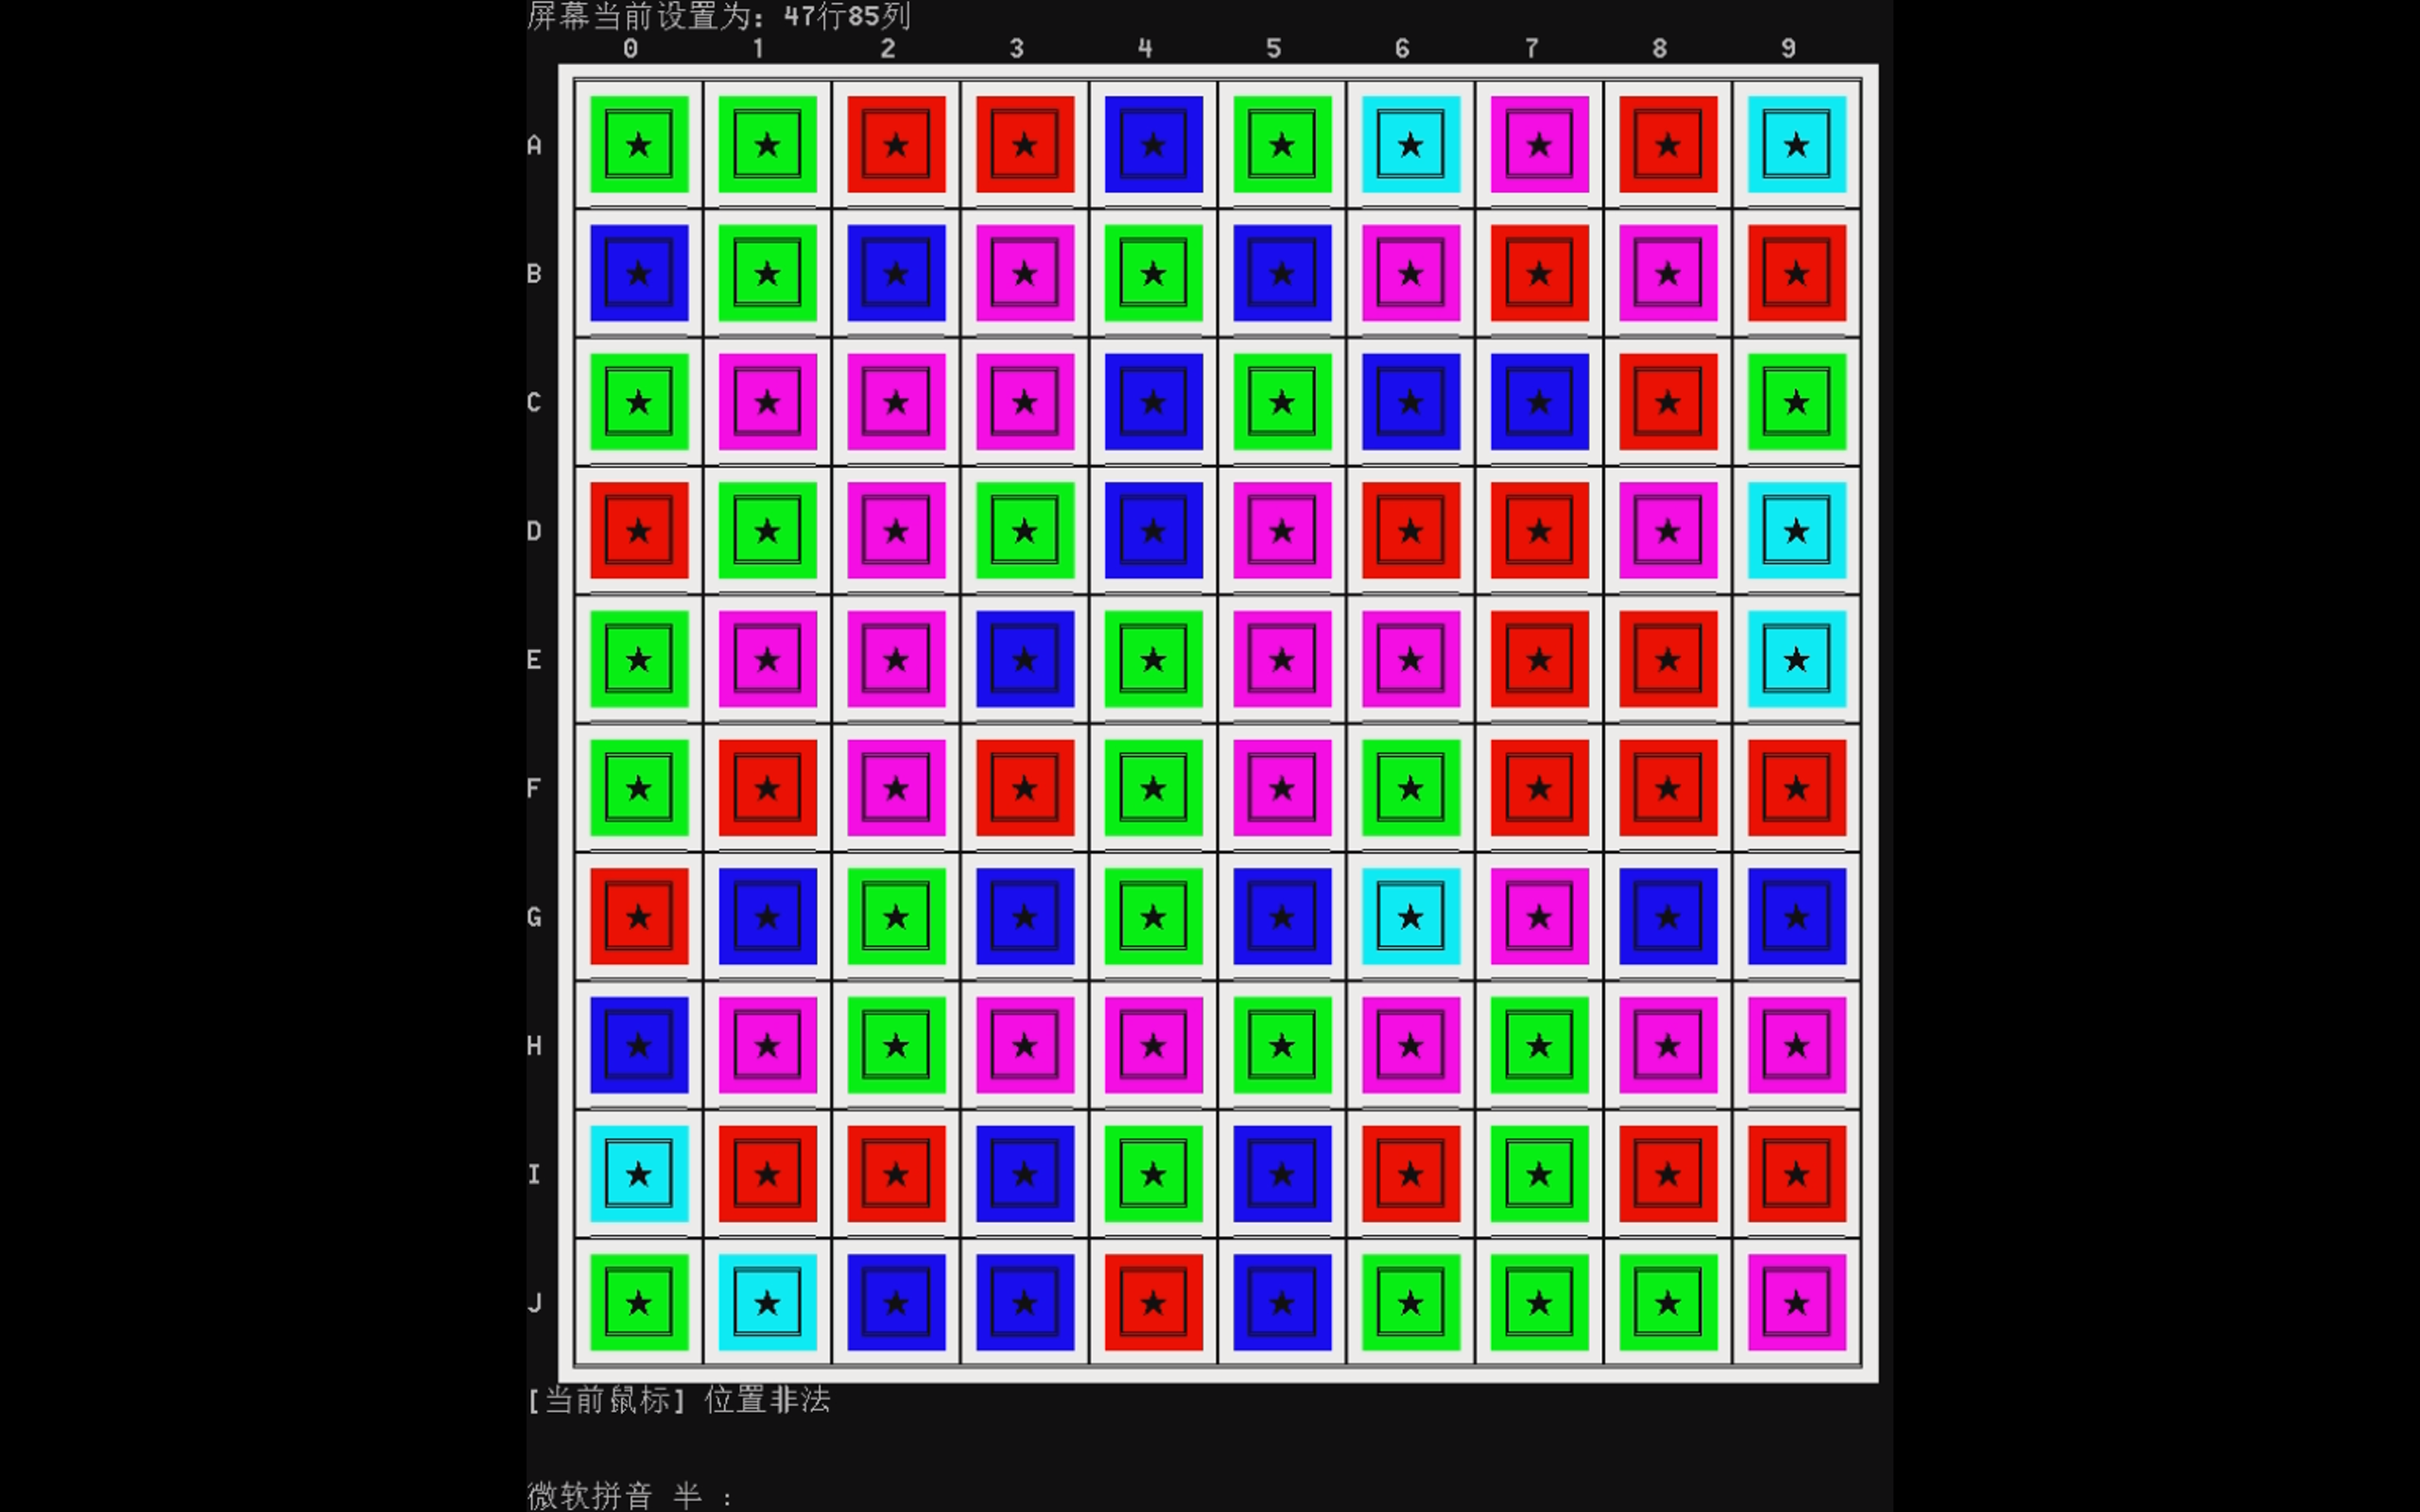 屏幕当前设置为：47行85列
0 1 2 3 4 5 6 7 8 9
A ★ ★ ★ ★ ★ ★ ★ ★ ★ ★
B ★ ★ ★ ★ ★ ★ ★ ★ ★ ★
C ★ ★ ★ ★ ★ ★ ★ ★ ★ ★
D ★ ★ ★ ★ ★ ★ ★ ★ ★ ★
E ★ ★ ★ ★ ★ ★ ★ ★ ★ ★
F ★ ★ ★ ★ ★ ★ ★ ★ ★ ★
G ★ ★ ★ ★ ★ ★ ★ ★ ★ ★
H ★ ★ ★ ★ ★ ★ ★ ★ ★ ★
I ★ ★ ★ ★ ★ ★ ★ ★ ★ ★
J ★ ★ ★ ★ ★ ★ ★ ★ ★ ★
[当前鼠标] 位置非法
微软拼音 半 :